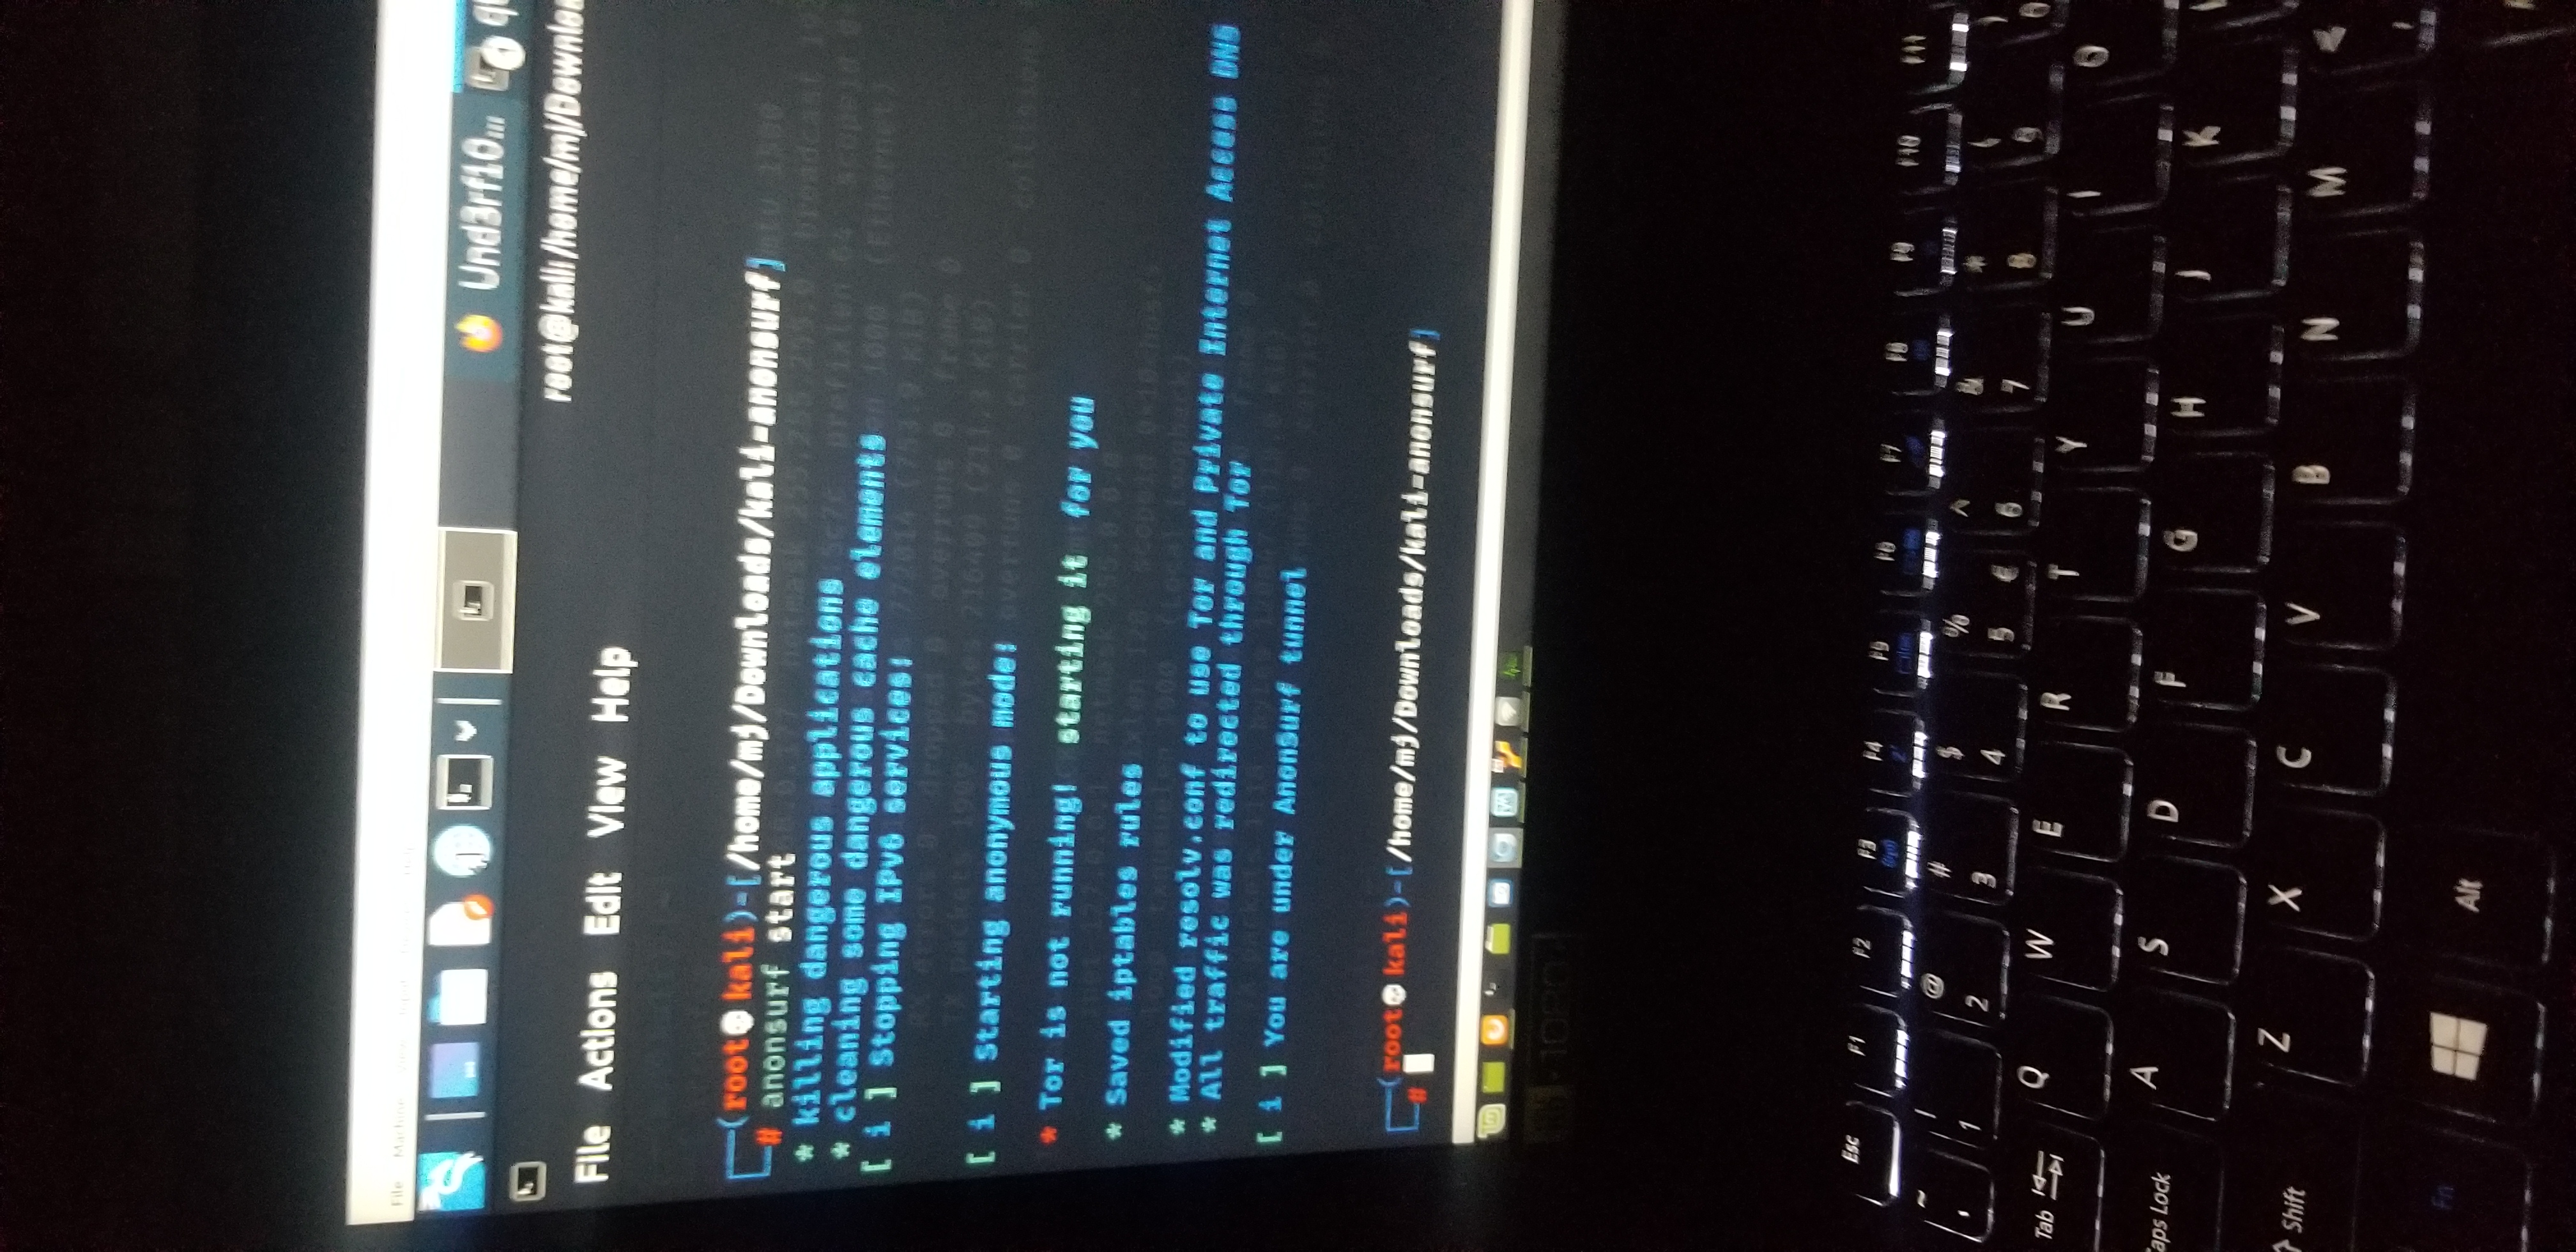 File Machine View Input Devices Help
Und3rf10...
root@kali:/home/mj/Downloa
File Actions Edit View Help
(root kali)-[/home/mj/Downloads/kali-anonsurf]
# anonsurf start
* killing dangerous applications
* cleaning some dangerous cache elements
[ i ] Stopping IPv6 services:
[ i ] Starting anonymous mode:
* Tor is not running! starting it for you
* Saved iptables rules
* Modified resolv.conf to use Tor and Private Internet Access DNS
* All traffic was redirected through Tor
[ i ] You are under AnonSurf tunnel
(root kali)-[/home/mj/Downloads/kali-anonsurf]
#
1080
Esc F1 F2 F3 F4 F5 F6 F7 F8 F9 F10 F11
~ ! @ # $ % ^ & * ( )
1 2 3 4 5 € 6 7 8 9 0
Tab Q W E R T Y U I O
aps Lock A S D F G H J K
Shift Z X C V B N M <
Fn Alt